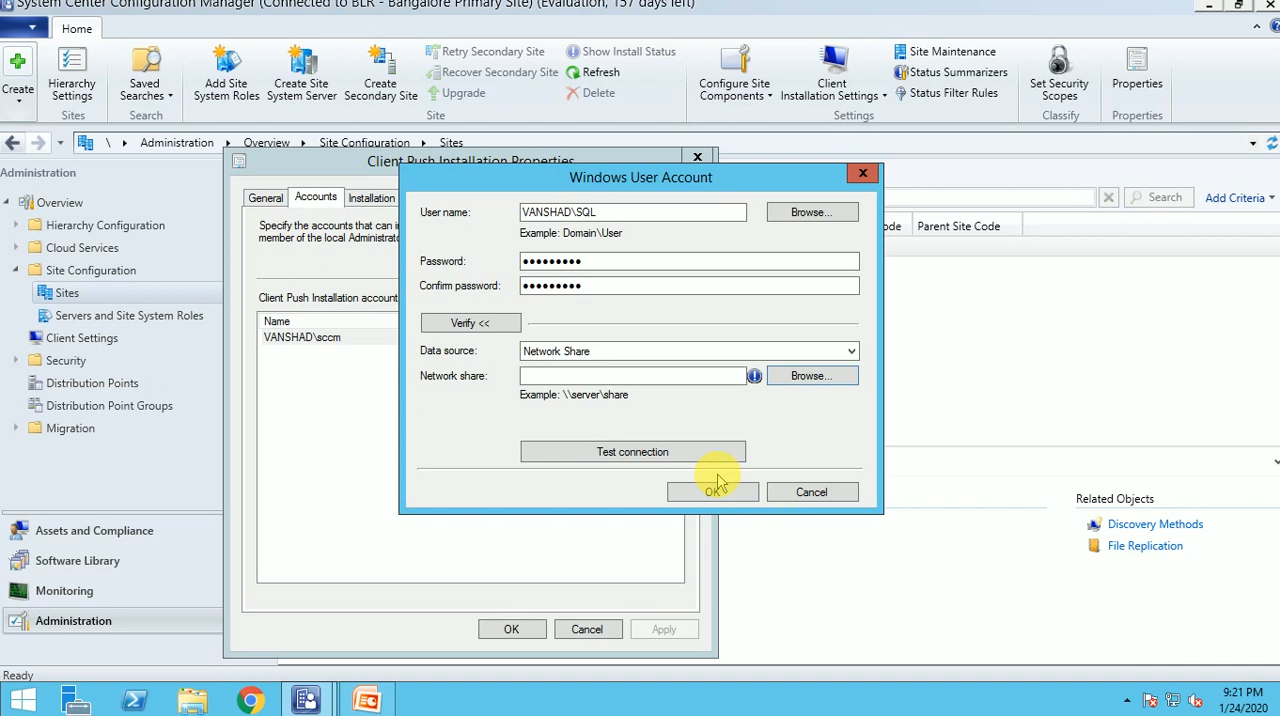 System Center Configuration Manager (Connected to BLR - Bangalore Primary Site) (Evaluation, 157 days left)
Home
Create
Hierarchy Settings
Saved Searches
Add Site System Roles
Create Site System Server
Create Secondary Site
Retry Secondary Site
Recover Secondary Site
Upgrade
Show Install Status
Refresh
Delete
Configure Site Components
Client Installation Settings
Site Maintenance
Status Summarizers
Status Filter Rules
Set Security Scopes
Properties
Sites
Search
Site
Settings
Classify
Properties
\ Administration Overview Site Configuration Sites
Administration
Overview
Hierarchy Configuration
Cloud Services
Site Configuration
Sites
Servers and Site System Roles
Client Settings
Security
Distribution Points
Distribution Point Groups
Migration
Assets and Compliance
Software Library
Monitoring
Administration
Ready
Search
Add Criteria
ode
Parent Site Code
Related Objects
Discovery Methods
File Replication
Client Push Installation Properties
General
Accounts
Installation
Specify the accounts that can in
member of the local Administrato
Client Push Installation account
Name
VANSHAD\sccm
OK
Cancel
Apply
Windows User Account
User name:
VANSHAD\SQL
Browse...
Example: Domain\User
Password:
Confirm password:
Verify <<
Data source:
Network Share
Network share:
Browse...
Example: \\server\share
Test connection
OK
Cancel
9:21 PM
1/24/2020